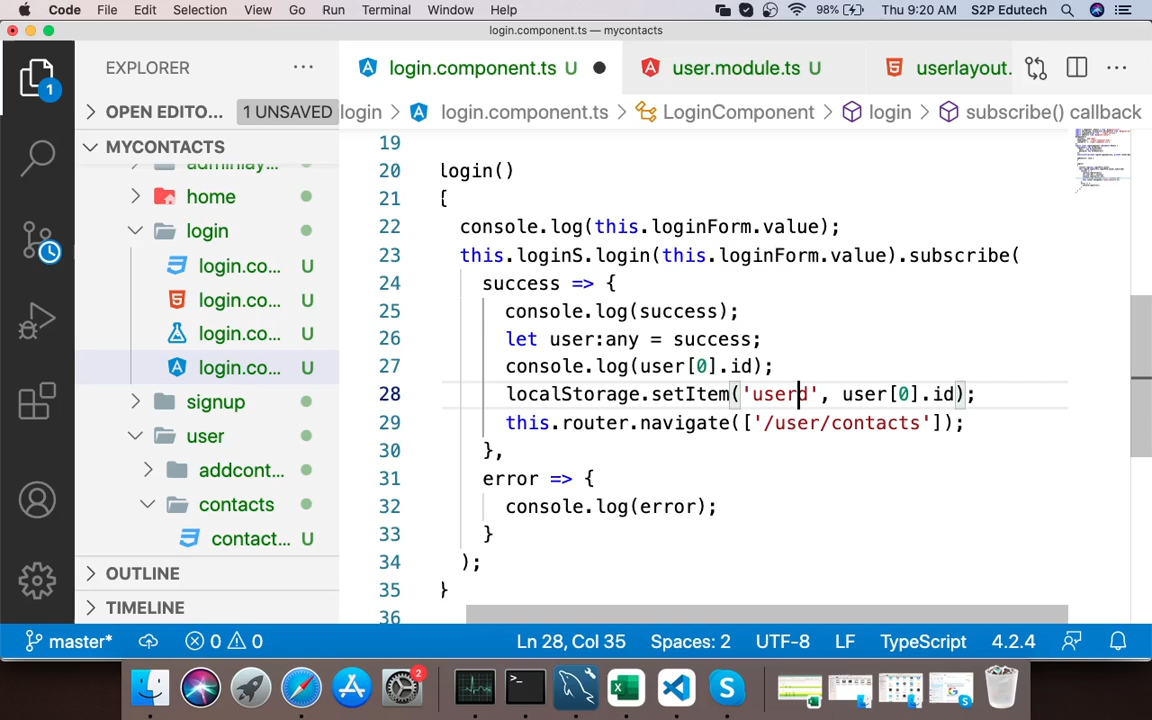 Code File Edit Selection View Go Run Terminal Window Help 98% Thu 9:20 AM S2P Edutech
login.component.ts — mycontacts
EXPLORER ...
login.component.ts U
user.module.ts U
userlayout.
OPEN EDITO... 1 UNSAVED
login > login.component.ts > LoginComponent > login > subscribe() callback
MYCONTACTS
adminlay...
home
login
login.co... U
login.co... U
login.co... U
login.co... U
signup
user
addcont...
contacts
contact... U
OUTLINE
TIMELINE
19
20 login()
21 {
22 console.log(this.loginForm.value);
23 this.loginS.login(this.loginForm.value).subscribe(
24 success => {
25 console.log(success);
26 let user:any = success;
27 console.log(user[0].id);
28 localStorage.setItem('userd', user[0].id);
29 this.router.navigate(['/user/contacts']);
30 },
31 error => {
32 console.log(error);
33 }
34 );
35 }
36
1
master* 0 0 Ln 28, Col 35 Spaces: 2 UTF-8 LF TypeScript 4.2.4
2